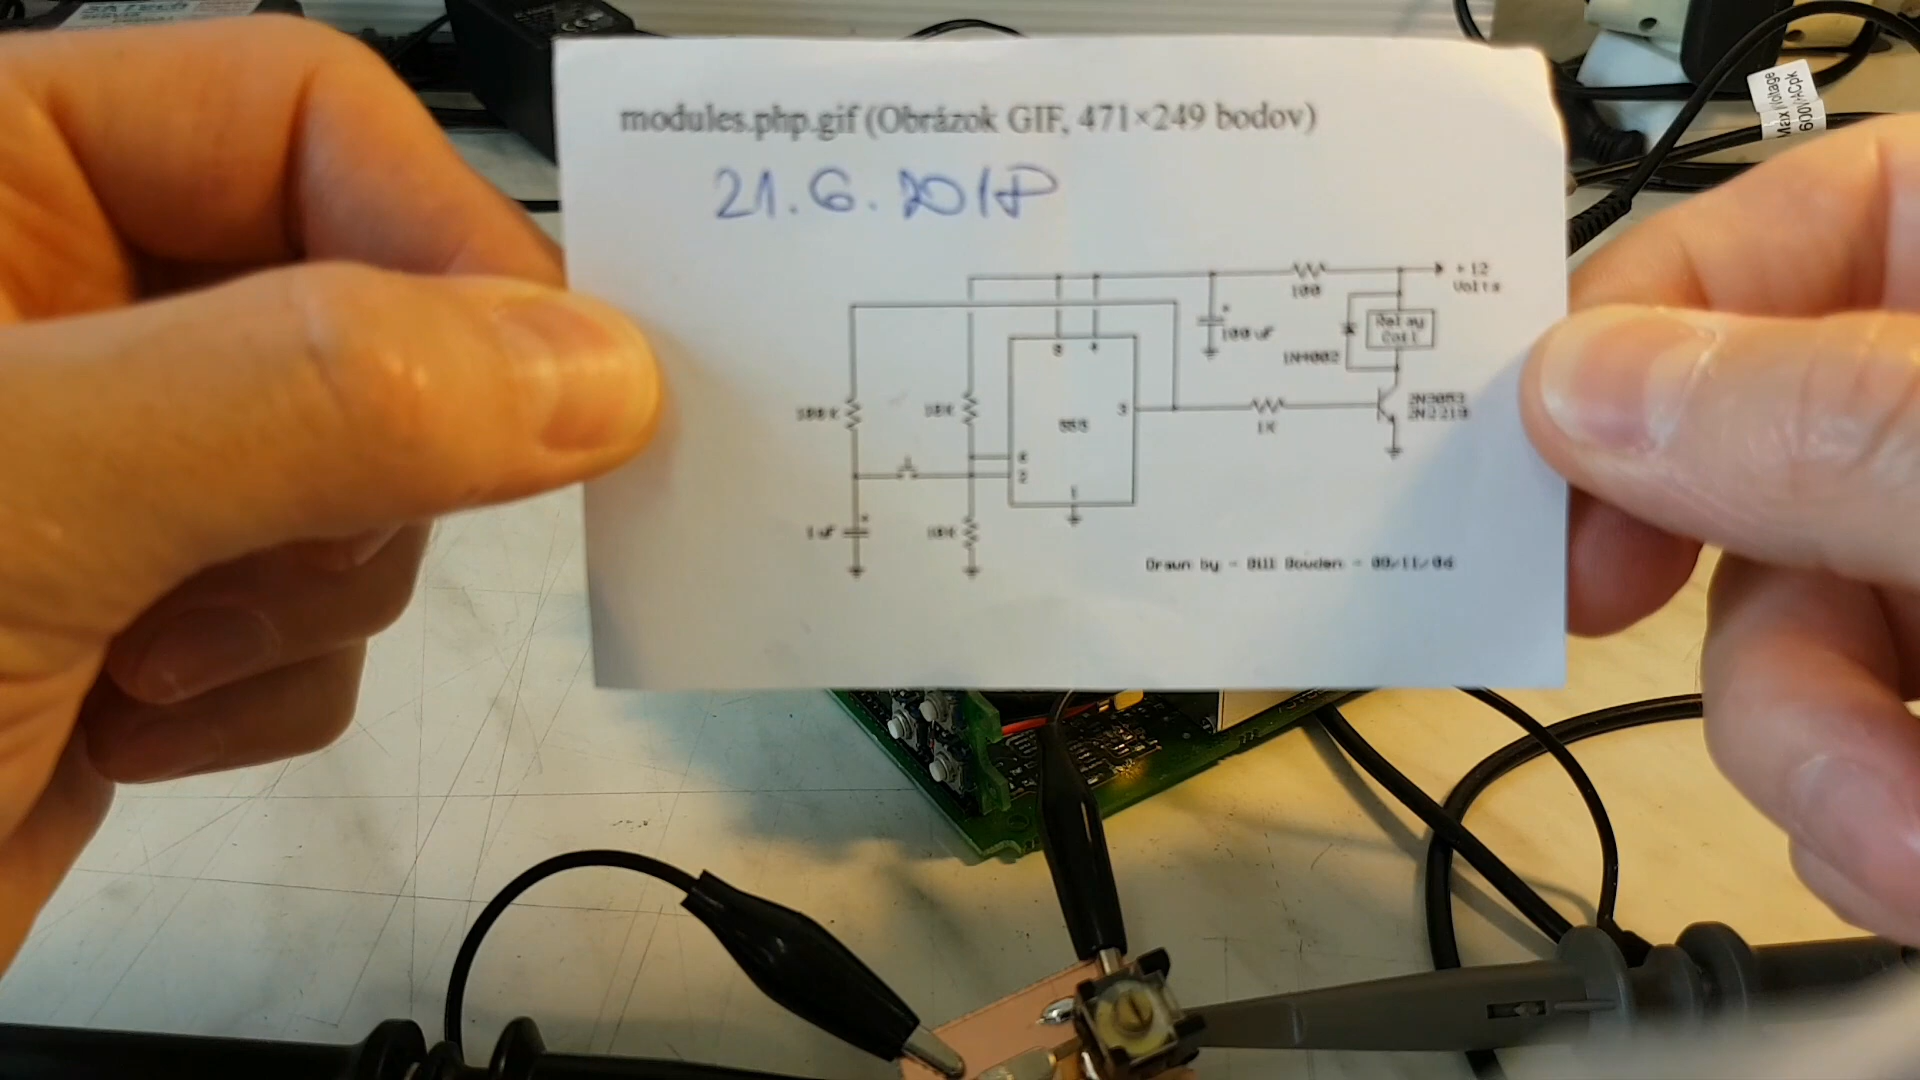 modules.php.gif (Obrázok GIF, 471×249 bodov)
21.6.2018
+12
Volts
100
Relay
Coil
100 uF
1N4002
8 4
100K
10K
3
555
2N3053
2N2219
1K
6
2
1
1uF
10K
Drawn by - Bill Bowden -
Max Voltage
600VACpk